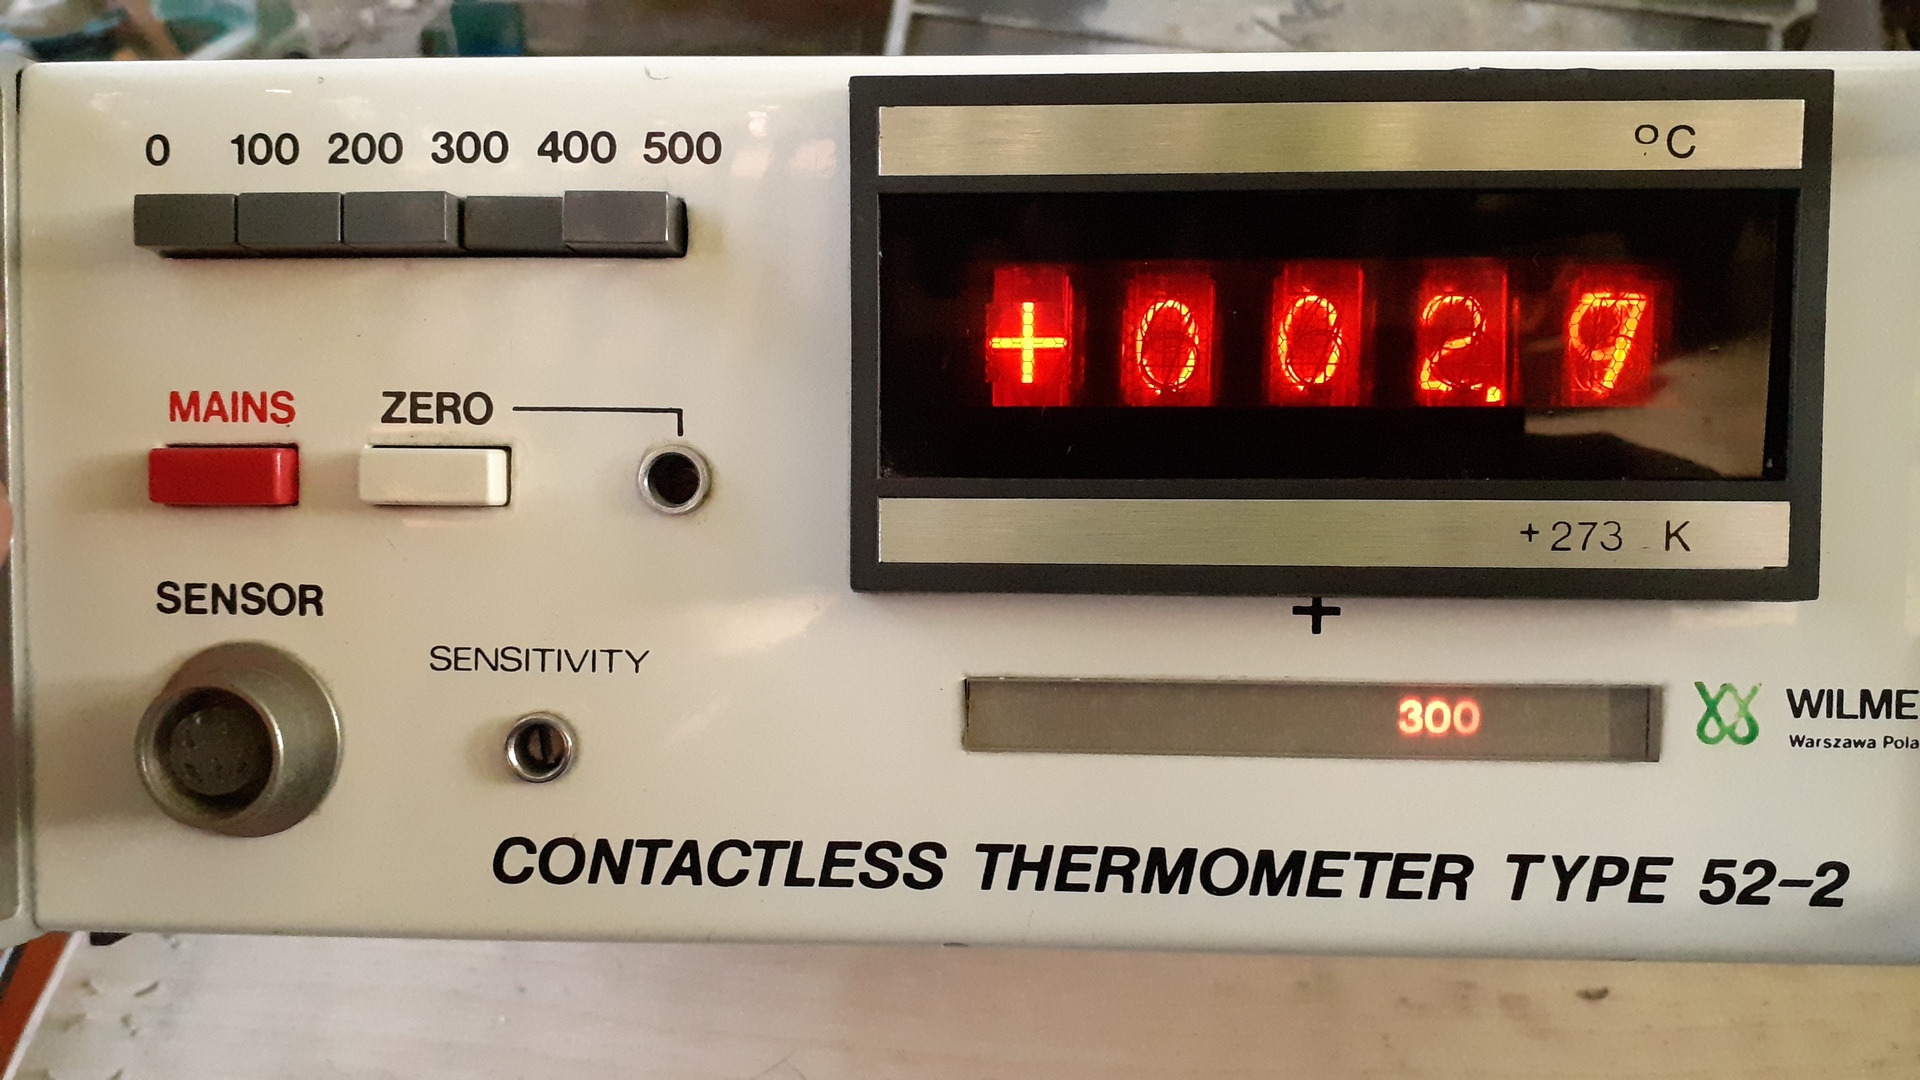 0 100 200 300 400 500
°C
+002.9
MAINS ZERO
+273 K
+
SENSOR
SENSITIVITY
300
WILME
Warszawa Pola
CONTACTLESS THERMOMETER TYPE 52-2